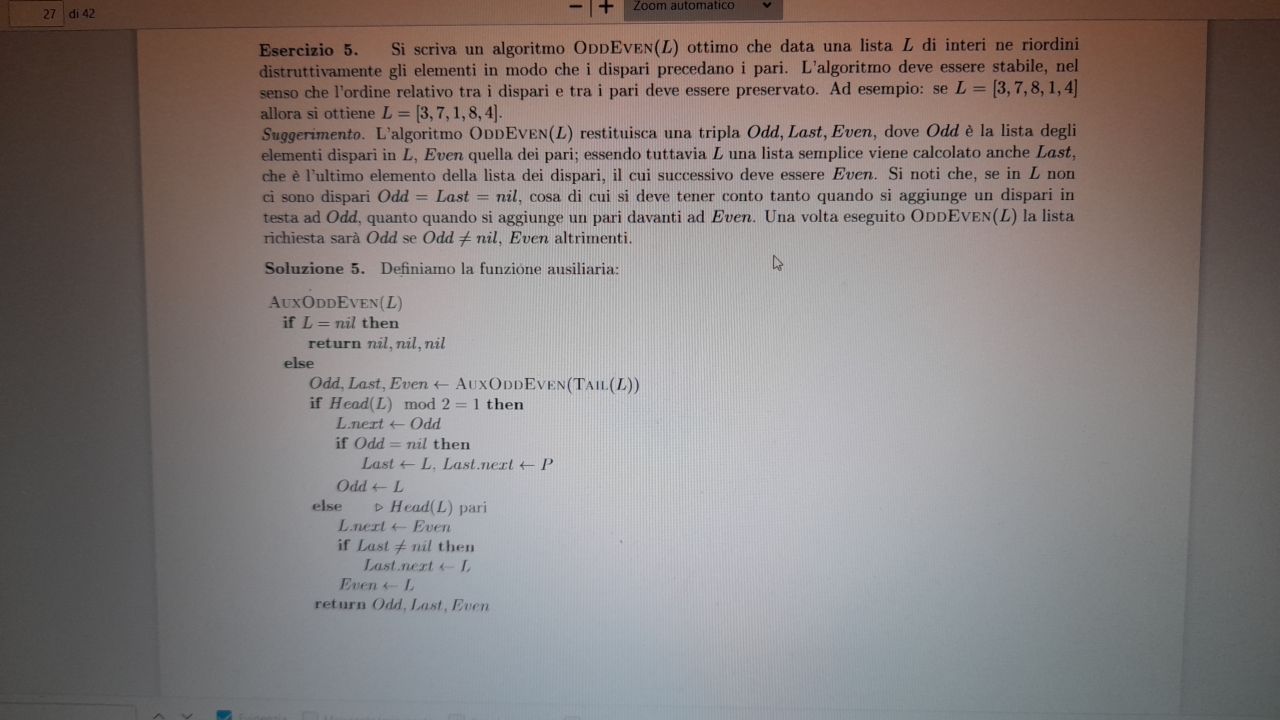 27 di 42 − + Zoom automatico
Esercizio 5. Si scriva un algoritmo ODDEVEN(L) ottimo che data una lista L di interi ne riordini
distruttivamente gli elementi in modo che i dispari precedano i pari. L'algoritmo deve essere stabile, nel
senso che l'ordine relativo tra i dispari e tra i pari deve essere preservato. Ad esempio: se L = [3, 7, 8, 1, 4]
allora si ottiene L = [3, 7, 1, 8, 4].
Suggerimento. L'algoritmo ODDEVEN(L) restituisca una tripla Odd, Last, Even, dove Odd è la lista degli
elementi dispari in L, Even quella dei pari; essendo tuttavia L una lista semplice viene calcolato anche Last,
che è l'ultimo elemento della lista dei dispari, il cui successivo deve essere Even. Si noti che, se in L non
ci sono dispari Odd = Last = nil, cosa di cui si deve tener conto tanto quando si aggiunge un dispari in
testa ad Odd, quanto quando si aggiunge un pari davanti ad Even. Una volta eseguito ODDEVEN(L) la lista
richiesta sarà Odd se Odd ≠ nil, Even altrimenti.
Soluzione 5. Definiamo la funzione ausiliaria:
AUXODDEVEN(L)
if L = nil then
return nil, nil, nil
else
Odd, Last, Even ← AUXODDEVEN(TAIL(L))
if Head(L) mod 2 = 1 then
L.next ← Odd
if Odd = nil then
Last ← L, Last.next ← P
Odd ← L
else ▷ Head(L) pari
L.next ← Even
if Last ≠ nil then
Last.next ← L
Even ← L
return Odd, Last, Even